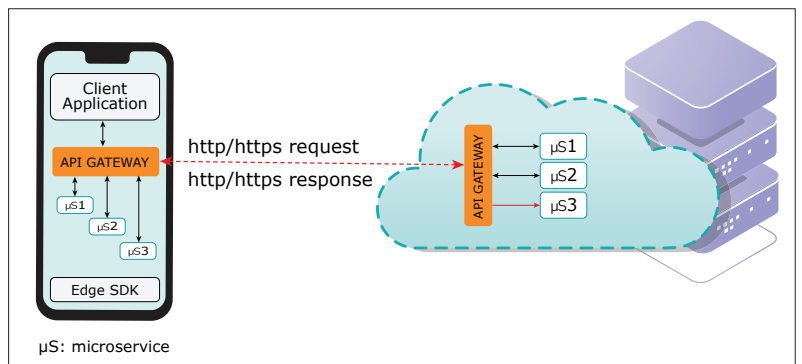 Client
Application
API GATEWAY
µS1
µS2
µS3
Edge SDK
µS: microservice
http/https request
http/https response
API GATEWAY
µS1
µS2
µS3